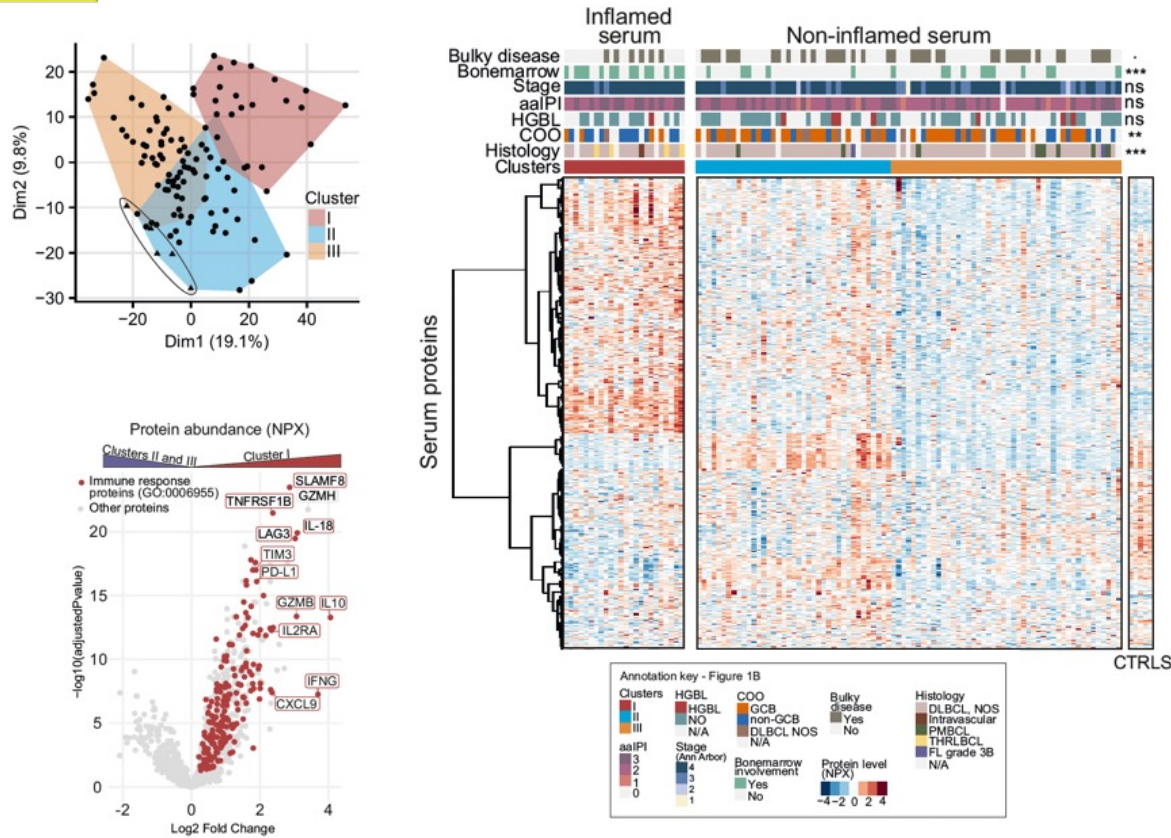 20
10
0
−10
−20
−30
Dim2 (9.8%)
−20
0
20
40
Dim1 (19.1%)
Cluster
I
II
III
Protein abundance (NPX)
Clusters II and III
Cluster I
Immune response
proteins (GO:0006955)
Other proteins
SLAMF8
GZMH
TNFRSF1B
IL-18
LAG3
TIM3
PD-L1
GZMB
IL10
IL2RA
IFNG
CXCL9
20
15
10
5
0
−log10(adjustedPvalue)
-2
0
2
4
Log2 Fold Change
Inflamed
serum
Non-inflamed serum
Bulky disease
.
Bonemarrow
***
Stage
ns
aaIPI
ns
HGBL
ns
COO
**
Histology
***
Clusters
Serum proteins
CTRLS
Annotation key - Figure 1B
Clusters
I
II
III
aaIPI
3
2
1
0
HGBL
HGBL
NO
N/A
Stage
(Ann Arbor)
4
3
2
1
COO
GCB
non-GCB
DLBCL NOS
N/A
Bonemarrow
involvement
Yes
No
Bulky
disease
Yes
No
Protein level
(NPX)
−4 −2 0 2 4
Histology
DLBCL, NOS
Intravascular
PMBCL
THRLBCL
FL grade 3B
N/A